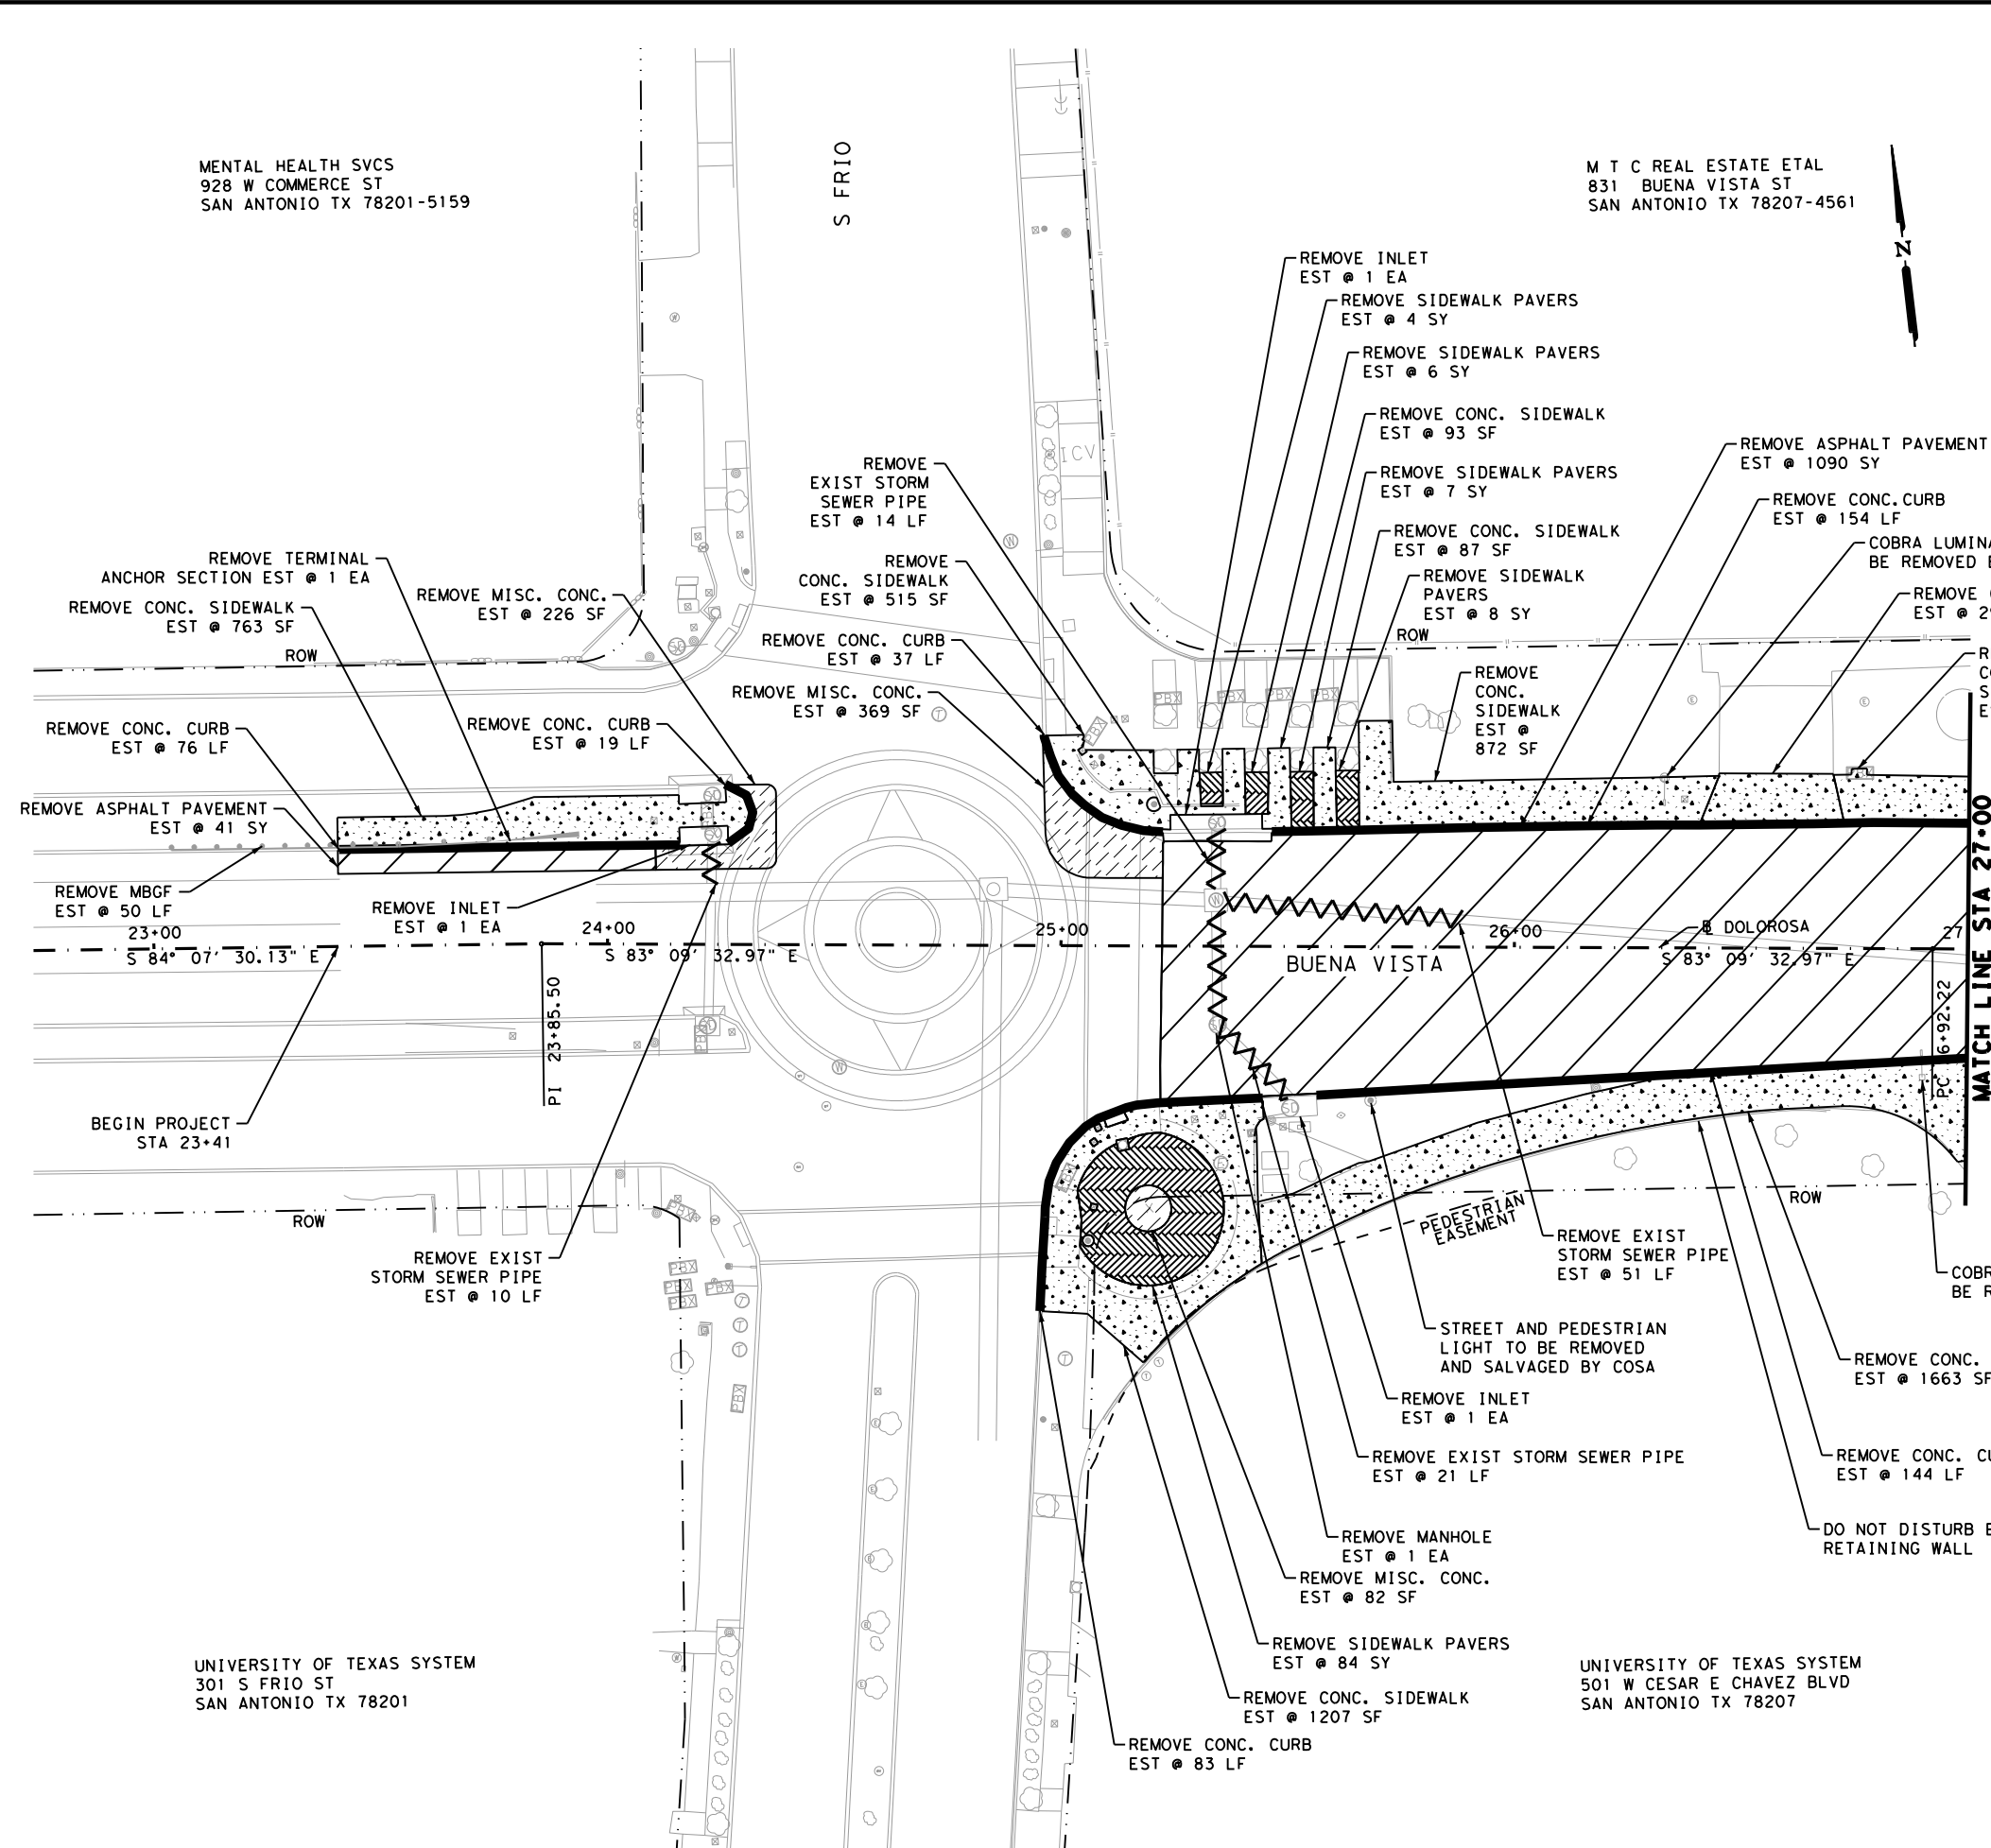 MENTAL HEALTH SVCS
928 W COMMERCE ST
SAN ANTONIO TX 78201-5159
S FRIO
M T C REAL ESTATE ETAL
831 BUENA VISTA ST
SAN ANTONIO TX 78207-4561
N
REMOVE INLET
EST @ 1 EA
REMOVE SIDEWALK PAVERS
EST @ 4 SY
REMOVE SIDEWALK PAVERS
EST @ 6 SY
REMOVE CONC. SIDEWALK
EST @ 93 SF
REMOVE SIDEWALK PAVERS
EST @ 7 SY
REMOVE CONC. SIDEWALK
EST @ 87 SF
REMOVE SIDEWALK
PAVERS
EST @ 8 SY
REMOVE ASPHALT PAVEMENT
EST @ 1090 SY
REMOVE CONC.CURB
EST @ 154 LF
COBRA
BE REMOVED
REMOVE
EST @
ICV
REMOVE
EXIST STORM
SEWER PIPE
EST @ 14 LF
REMOVE
CONC. SIDEWALK
EST @ 515 SF
REMOVE CONC. CURB
EST @ 37 LF
REMOVE MISC. CONC.
EST @ 369 SF
REMOVE TERMINAL
ANCHOR SECTION EST @ 1 EA
REMOVE CONC. SIDEWALK
EST @ 763 SF
REMOVE MISC. CONC.
EST @ 226 SF
ROW
ROW
REMOVE
CONC.
SIDEWALK
EST @
872 SF
REMOVE CONC. CURB
EST @ 76 LF
REMOVE CONC. CURB
EST @ 19 LF
REMOVE ASPHALT PAVEMENT
EST @ 41 SY
REMOVE MBGF
EST @ 50 LF
REMOVE INLET
EST @ 1 EA
23+00
24+00
25+00
26+00
27
S 84° 07' 30.13" E
S 83° 09' 32.97" E
BUENA VISTA
℄ DOLOROSA
S 83° 09' 32.97" E
PI 23+85.50
6+92.22
MATCH LINE STA 27+00
BEGIN PROJECT
STA 23+41
ROW
ROW
PEDESTRIAN
EASEMENT
REMOVE EXIST
STORM SEWER PIPE
EST @ 10 LF
REMOVE EXIST
STORM SEWER PIPE
EST @ 51 LF
BE
STREET AND PEDESTRIAN
LIGHT TO BE REMOVED
AND SALVAGED BY COSA
REMOVE CONC.
EST @ 1663 SF
REMOVE INLET
EST @ 1 EA
REMOVE EXIST STORM SEWER PIPE
EST @ 21 LF
REMOVE CONC.
EST @ 144 LF
DO NOT DISTURB
RETAINING WALL
REMOVE MANHOLE
EST @ 1 EA
REMOVE MISC. CONC.
EST @ 82 SF
REMOVE SIDEWALK PAVERS
EST @ 84 SY
REMOVE CONC. SIDEWALK
EST @ 1207 SF
REMOVE CONC. CURB
EST @ 83 LF
UNIVERSITY OF TEXAS SYSTEM
301 S FRIO ST
SAN ANTONIO TX 78201
UNIVERSITY OF TEXAS SYSTEM
501 W CESAR E CHAVEZ BLVD
SAN ANTONIO TX 78207